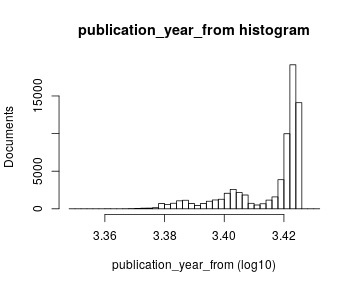 publication_year_from histogram
Documents
15000
5000
0
3.36 3.38 3.40 3.42
publication_year_from (log10)